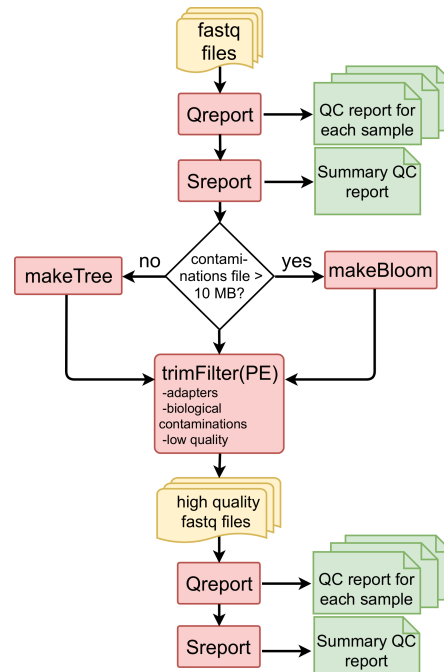 fastq
files
Qreport
QC report for
each sample
Sreport
Summary QC
report
no
contami-
nations file >
10 MB?
yes
makeTree
makeBloom
trimFilter(PE)
-adapters
-biological
contaminations
-low quality
high quality
fastq files
Qreport
QC report for
each sample
Sreport
Summary QC
report